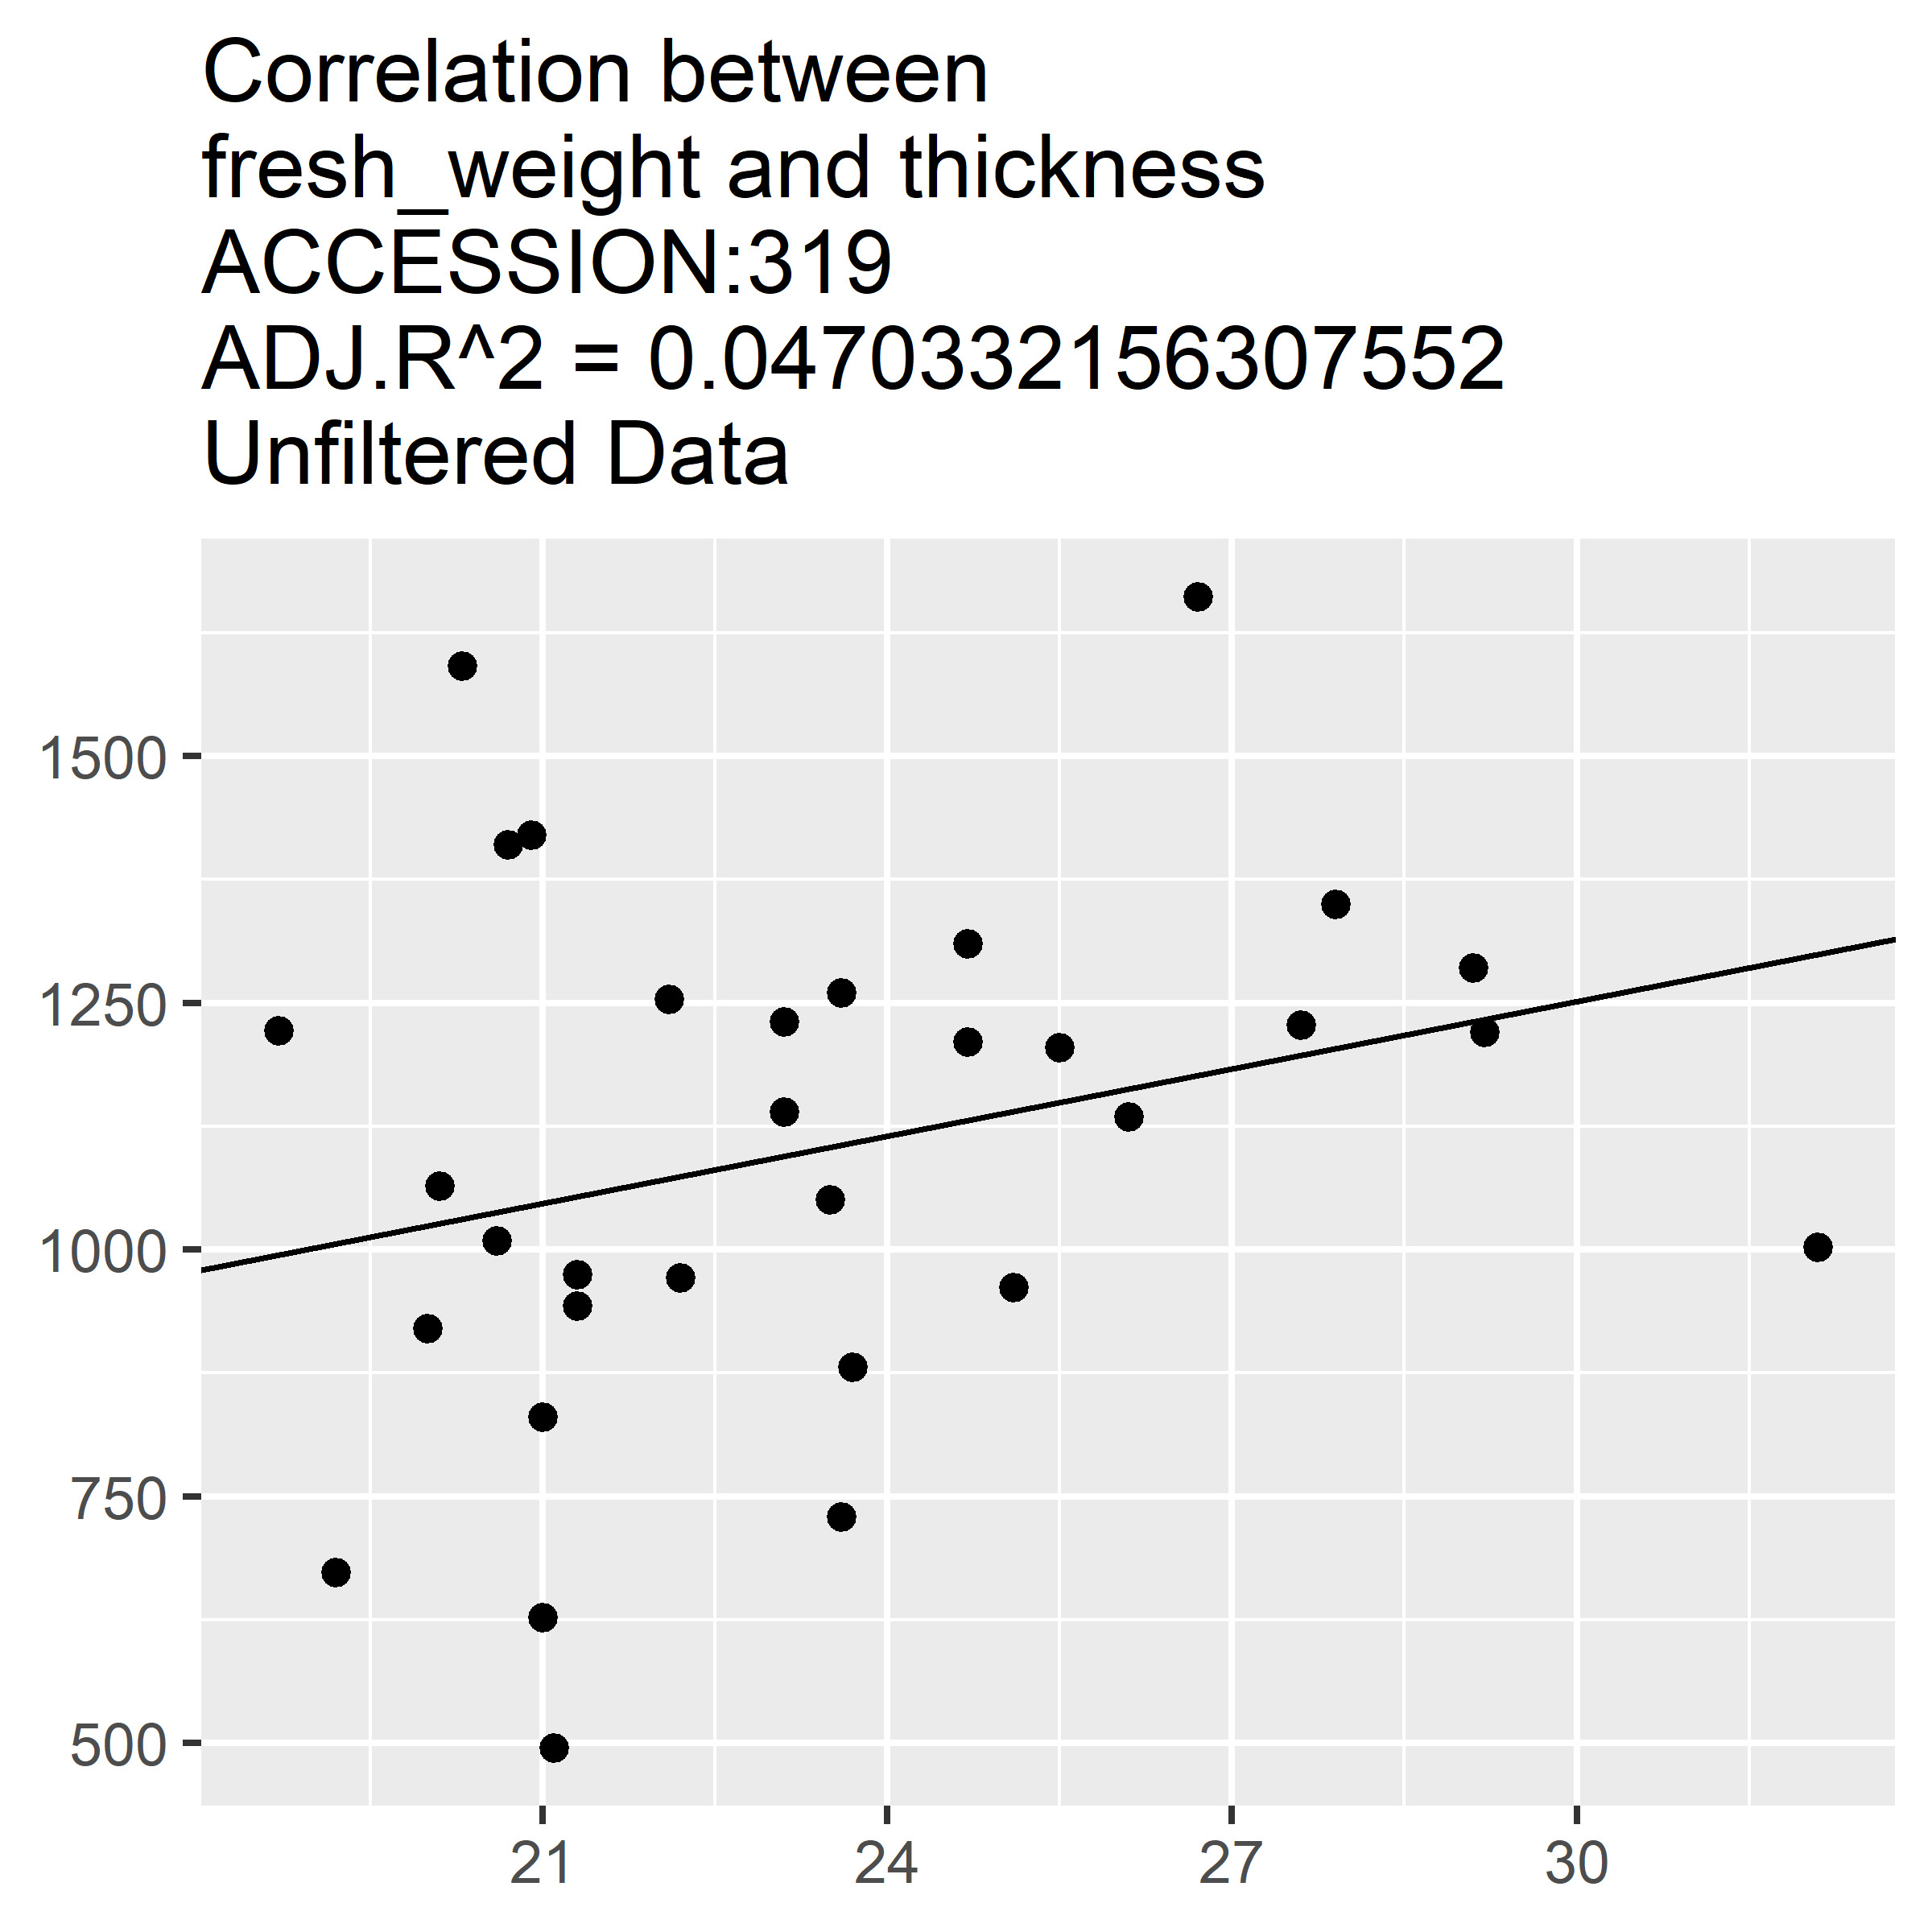 Correlation between
fresh_weight and thickness
ACCESSION:319
ADJ.R^2 = 0.0470332156307552
Unfiltered Data
1500
1250
1000
750
500
21 24 27 30